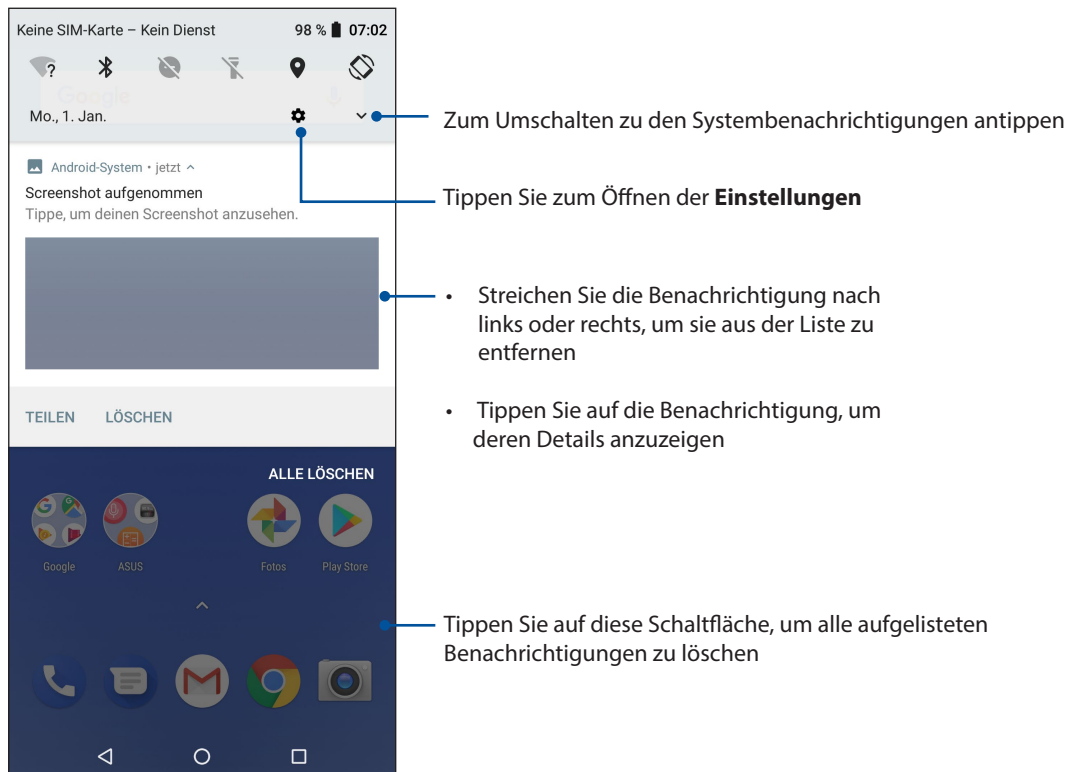 Keine SIM-Karte – Kein Dienst 98 % 07:02
?
Google
Mo., 1. Jan.
Zum Umschalten zu den Systembenachrichtigungen antippen
Android-System • jetzt
Screenshot aufgenommen
Tippe, um deinen Screenshot anzusehen.
Tippen Sie zum Öffnen der Einstellungen
• Streichen Sie die Benachrichtigung nach
links oder rechts, um sie aus der Liste zu
entfernen
• Tippen Sie auf die Benachrichtigung, um
deren Details anzuzeigen
TEILEN LÖSCHEN
ALLE LÖSCHEN
Google ASUS Fotos Play Store
Tippen Sie auf diese Schaltfläche, um alle aufgelisteten
Benachrichtigungen zu löschen